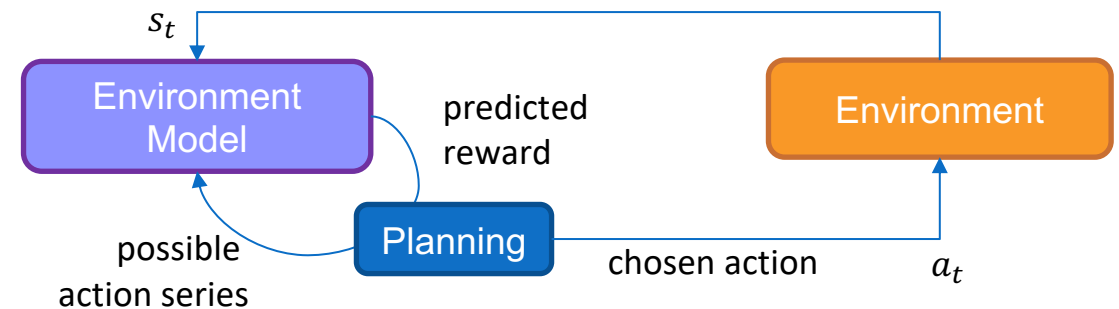 s_t
Environment
Model
predicted
reward
Environment
Planning
possible
action series
chosen action
a_t